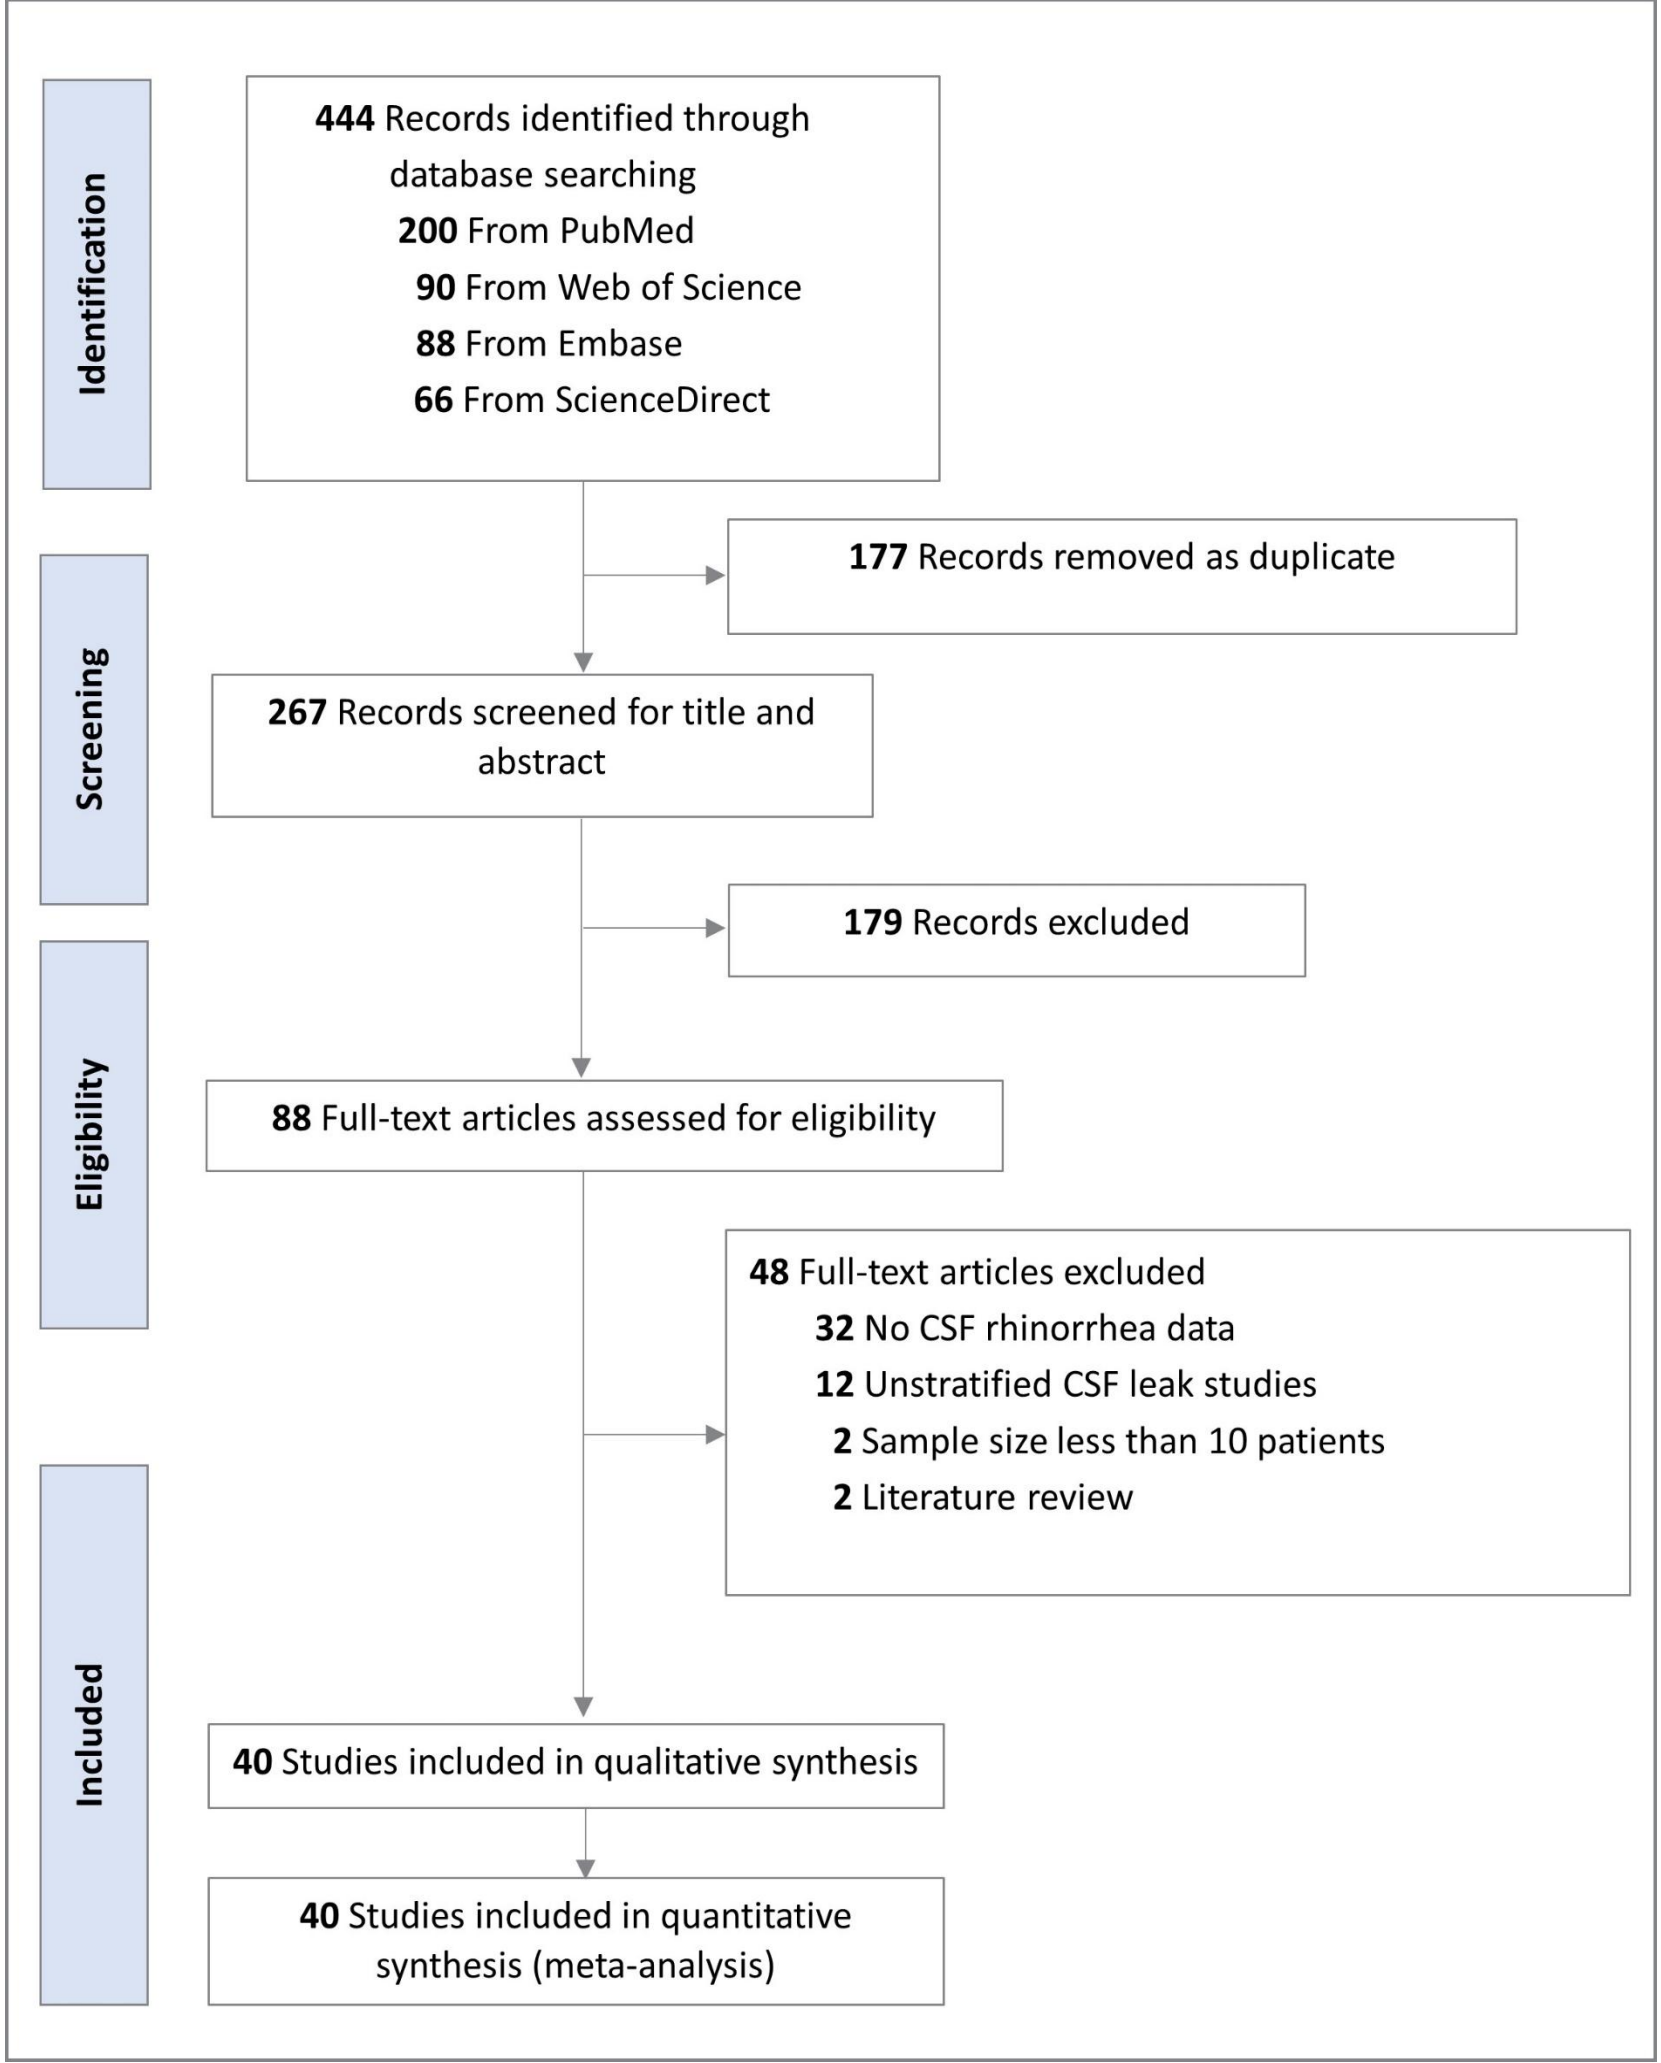 Identification
444 Records identified through
database searching
200 From PubMed
90 From Web of Science
88 From Embase
66 From ScienceDirect
177 Records removed as duplicate
Screening
267 Records screened for title and
abstract
179 Records excluded
Eligibility
88 Full-text articles assessed for eligibility
48 Full-text articles excluded
32 No CSF rhinorrhea data
12 Unstratified CSF leak studies
2 Sample size less than 10 patients
2 Literature review
Included
40 Studies included in qualitative synthesis
40 Studies included in quantitative
synthesis (meta-analysis)